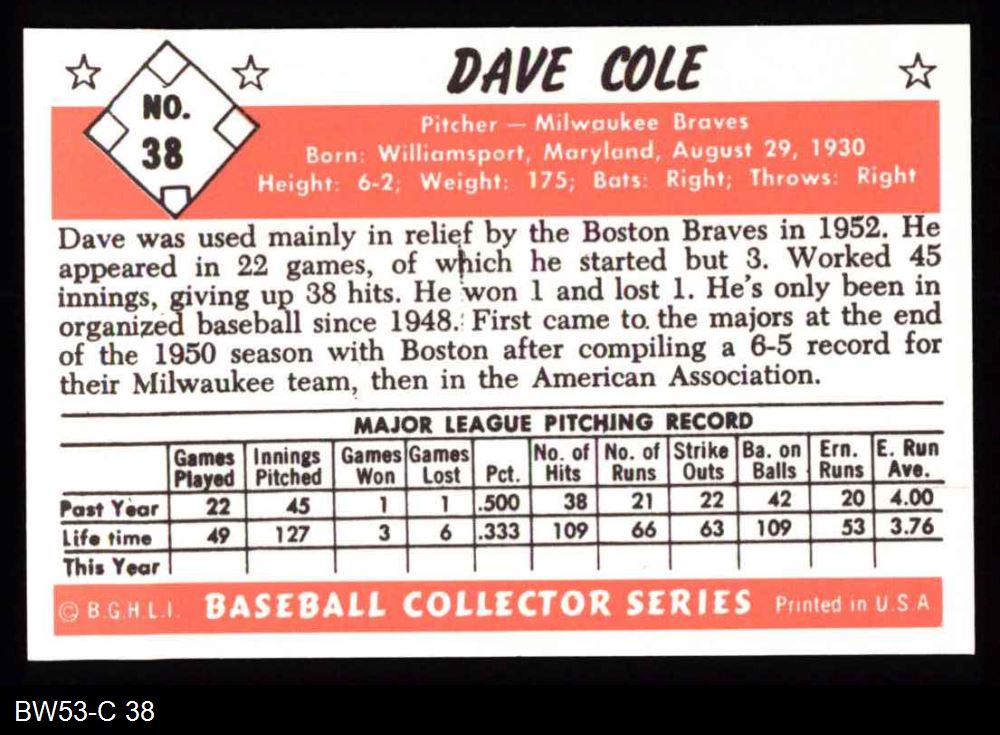 DAVE COLE
NO.
38
Pitcher — Milwaukee Braves
Born: Williamsport, Maryland, August 29, 1930
Height: 6-2; Weight: 175; Bats: Right; Throws: Right
Dave was used mainly in relief by the Boston Braves in 1952. He
appeared in 22 games, of which he started but 3. Worked 45
innings, giving up 38 hits. He won 1 and lost 1. He's only been in
organized baseball since 1948. First came to the majors at the end
of the 1950 season with Boston after compiling a 6-5 record for
their Milwaukee team, then in the American Association.
MAJOR LEAGUE PITCHING RECORD
Games Played Innings Pitched Games Won Games Lost Pct. No. of Hits No. of Runs Strike Outs Ba. on Balls Ern. Runs E. Run Ave.
Past Year 22 45 1 1 .500 38 21 22 42 20 4.00
Life time 49 127 3 6 .333 109 66 63 109 53 3.76
This Year
© B.G.H.L.I. BASEBALL COLLECTOR SERIES Printed in U.S.A
BW53-C 38